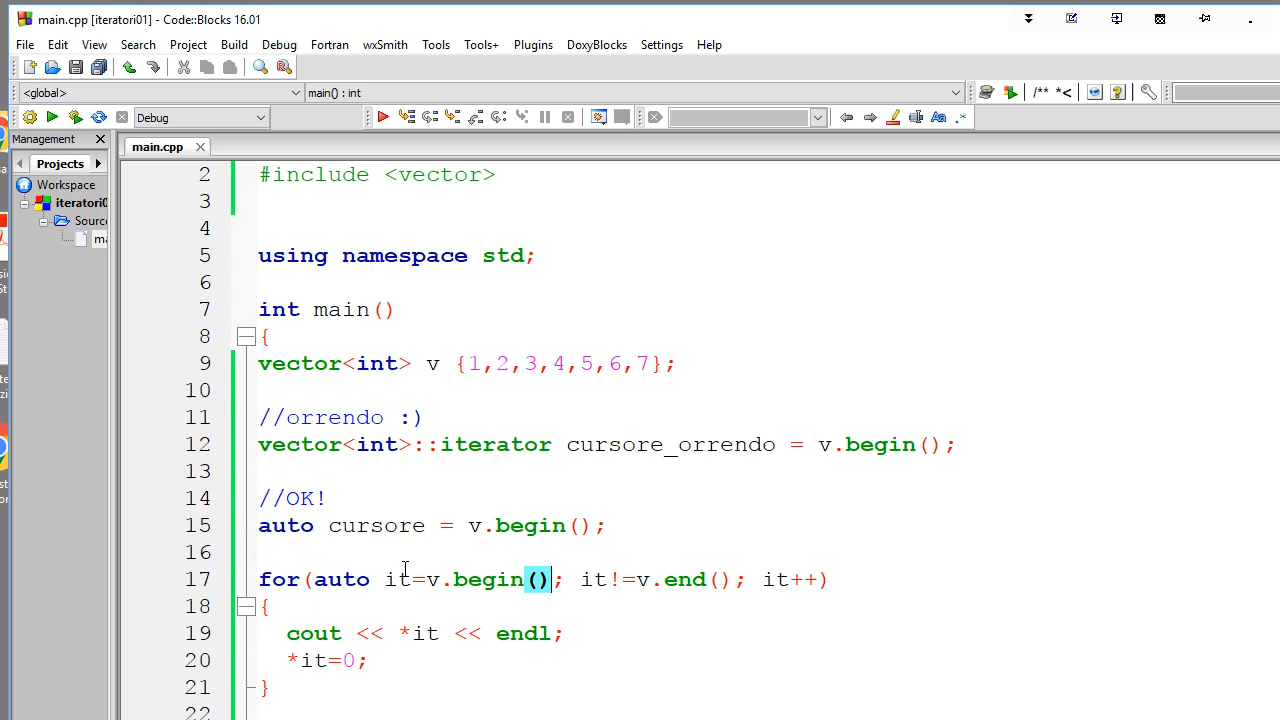 main.cpp [iteratori01] - Code::Blocks 16.01
File Edit View Search Project Build Debug Fortran wxSmith Tools Tools+ Plugins DoxyBlocks Settings Help
<global> main() : int /** *<
Debug
Management main.cpp
Projects
Workspace
iteratori0
Sourc
ma
2 #include <vector>
3
4
5 using namespace std;
6
7 int main()
8 {
9 vector<int> v {1,2,3,4,5,6,7};
10
11 //orrendo :)
12 vector<int>::iterator cursore_orrendo = v.begin();
13
14 //OK!
15 auto cursore = v.begin();
16
17 for(auto it=v.begin(); it!=v.end(); it++)
18 {
19 cout << *it << endl;
20 *it=0;
21 }
22